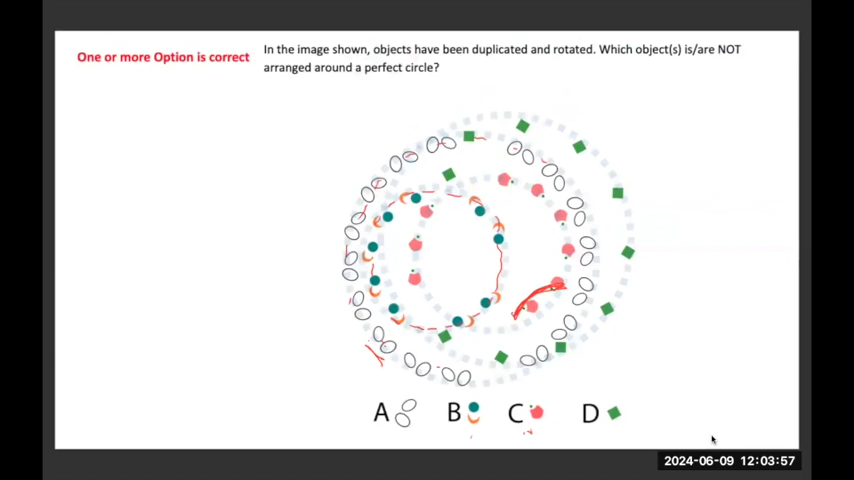 One or more Option is correct
In the image shown, objects have been duplicated and rotated. Which object(s) is/are NOT
arranged around a perfect circle?
A B C D
2024-06-09 12:03:57